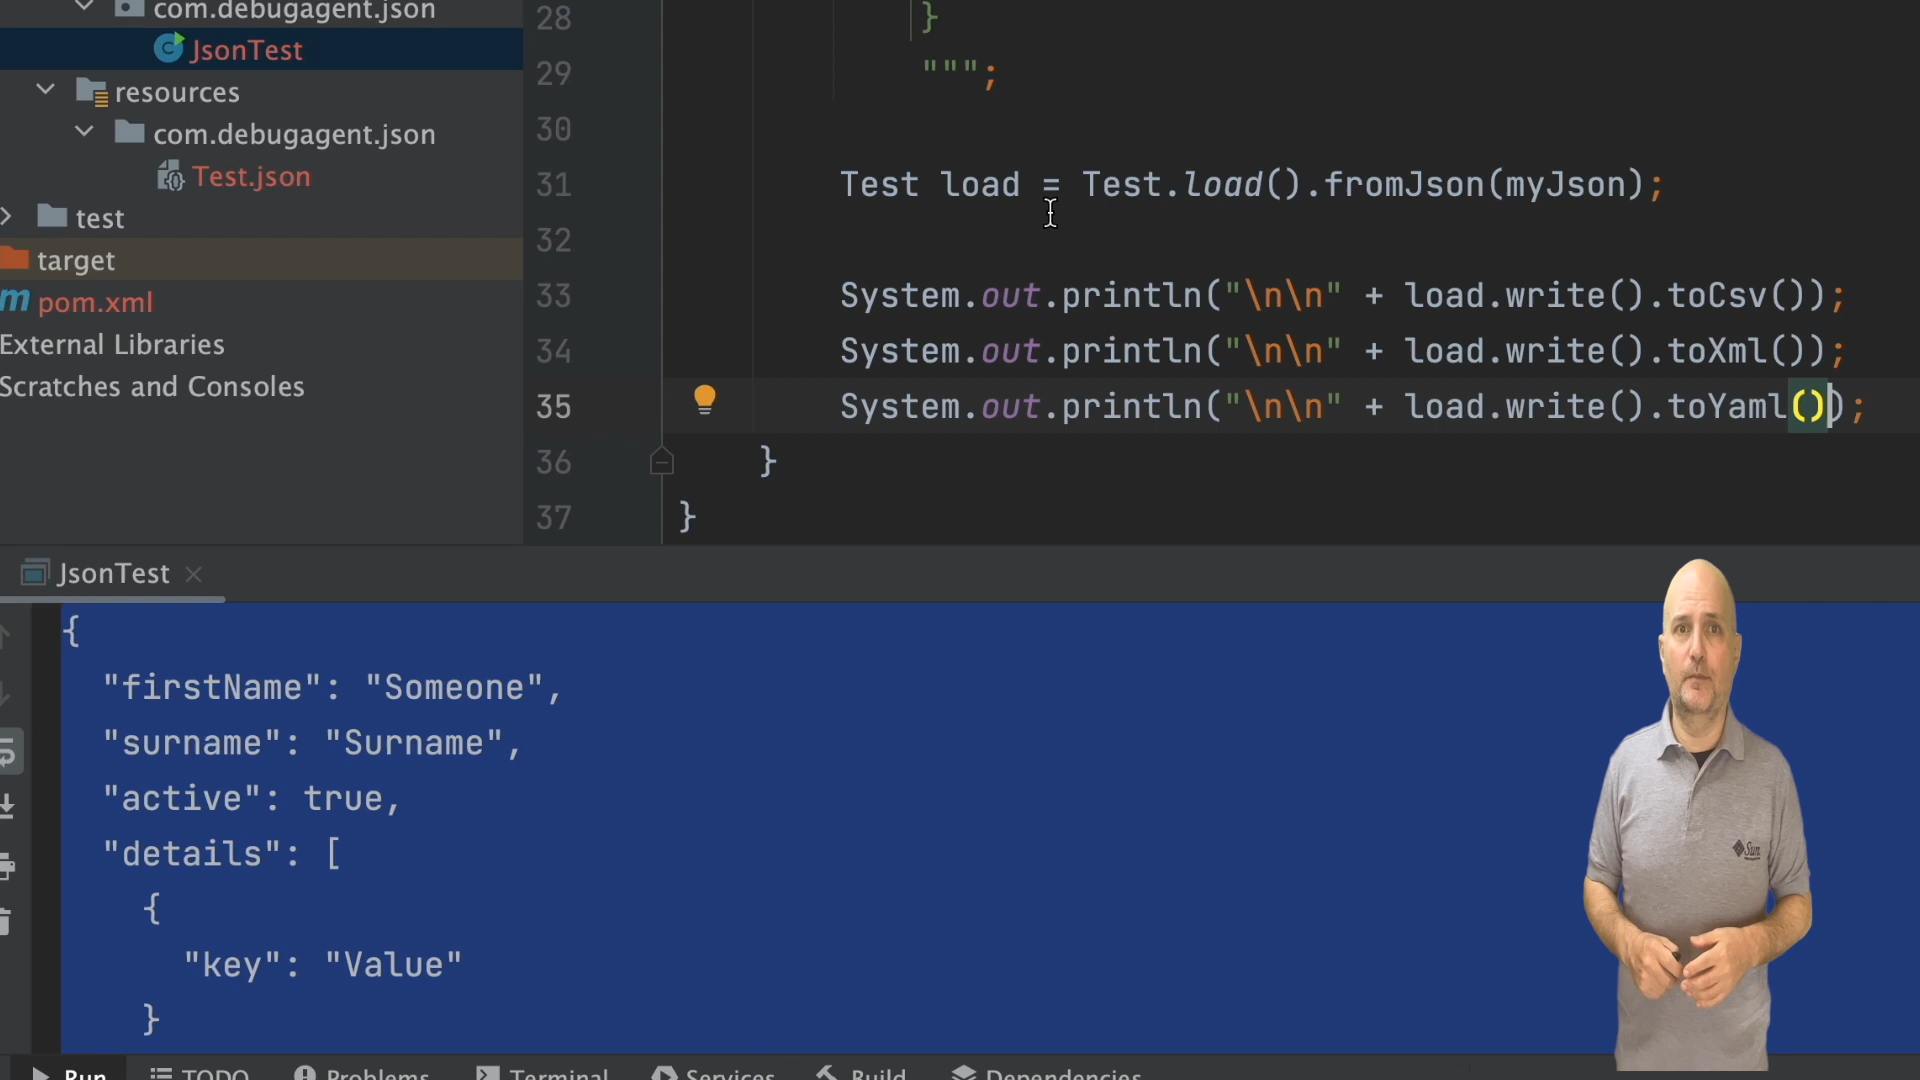 com.debugagent.json
JsonTest
resources
com.debugagent.json
Test.json
test
target
pom.xml
External Libraries
Scratches and Consoles
28 }
29 """;
30
31 Test load = Test.load().fromJson(myJson);
32
33 System.out.println("\n\n" + load.write().toCsv());
34 System.out.println("\n\n" + load.write().toXml());
35 System.out.println("\n\n" + load.write().toYaml());
36 }
37 }
JsonTest
{
"firstName": "Someone",
"surname": "Surname",
"active": true,
"details": [
{
"key": "Value"
}
Sun
Run TODO Problems Terminal Services Build Dependencies